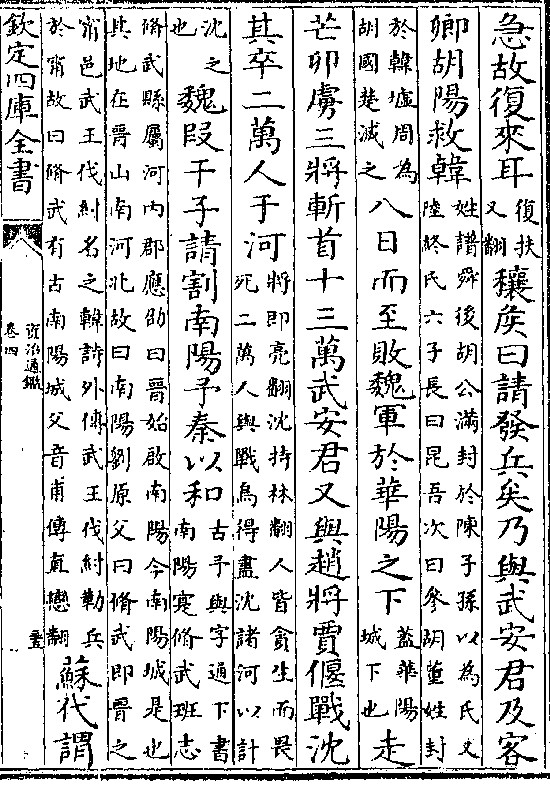 急故復來耳復扶又翻穰侯曰請發兵矣乃與武安君及客
卿胡陽救韓姓譜舜後胡公滿封於陳子孫以為氏又陸終氏六子長曰昆吾次曰參胡董姓封
於韓墟周為胡國楚滅之八日而至敗魏軍於華陽之下蓋華陽城下也走
芒卯虜三將斬首十三萬武安君又與趙將賈偃戰沈
其卒二萬人于河將即亮翻沈持林翻人皆貪生而畏死二萬人與戰烏得盡沈諸河以計
沈之也魏段干子請割南陽予秦以和古予與字通下書南陽寔脩武班志
脩武縣屬河內郡應劭曰晉始啟南陽今南陽城是也其地在晉山南河北故曰南陽劉原父曰脩武即晉之
甯邑武王伐紂名之韓詩外傳武王伐紂勒兵於甯故曰脩武有古南陽城父音甫傳直戀翻蘇代謂
欽定四庫全書
資治通鑑
卷四